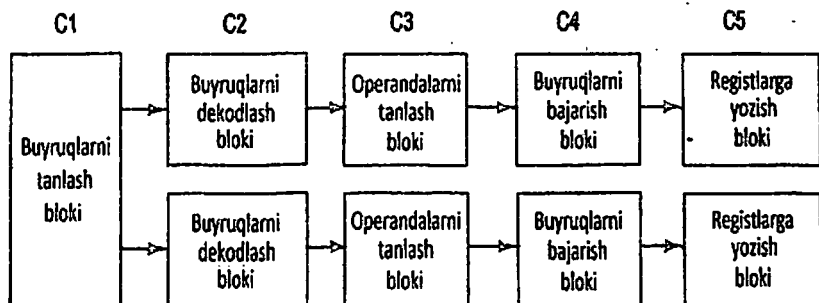 C1 C2 C3 C4 C5
Buyruqlarni
tanlash
bloki
Buyruqlarni
dekodlash
bloki
Operandalarni
tanlash
bloki
Buyruqlarni
bajarish
bloki
Registlarga
yozish
bloki
Buyruqlarni
dekodlash
bloki
Operandalarni
tanlash
bloki
Buyruqlarni
bajarish
bloki
Registlarga
yozish
bloki